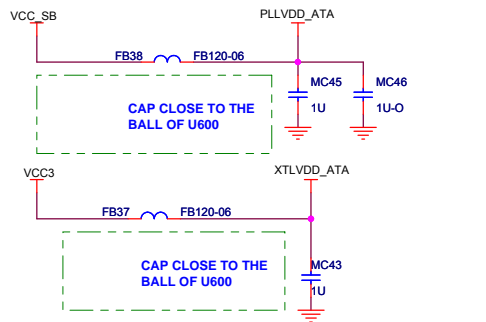 VCC_SB
PLLVDD_ATA
FB38
FB120-06
MC45
MC46
1U
1U-O
CAP CLOSE TO THE
BALL OF U600
VCC3
XTLVDD_ATA
FB37
FB120-06
CAP CLOSE TO THE
BALL OF U600
MC43
1U